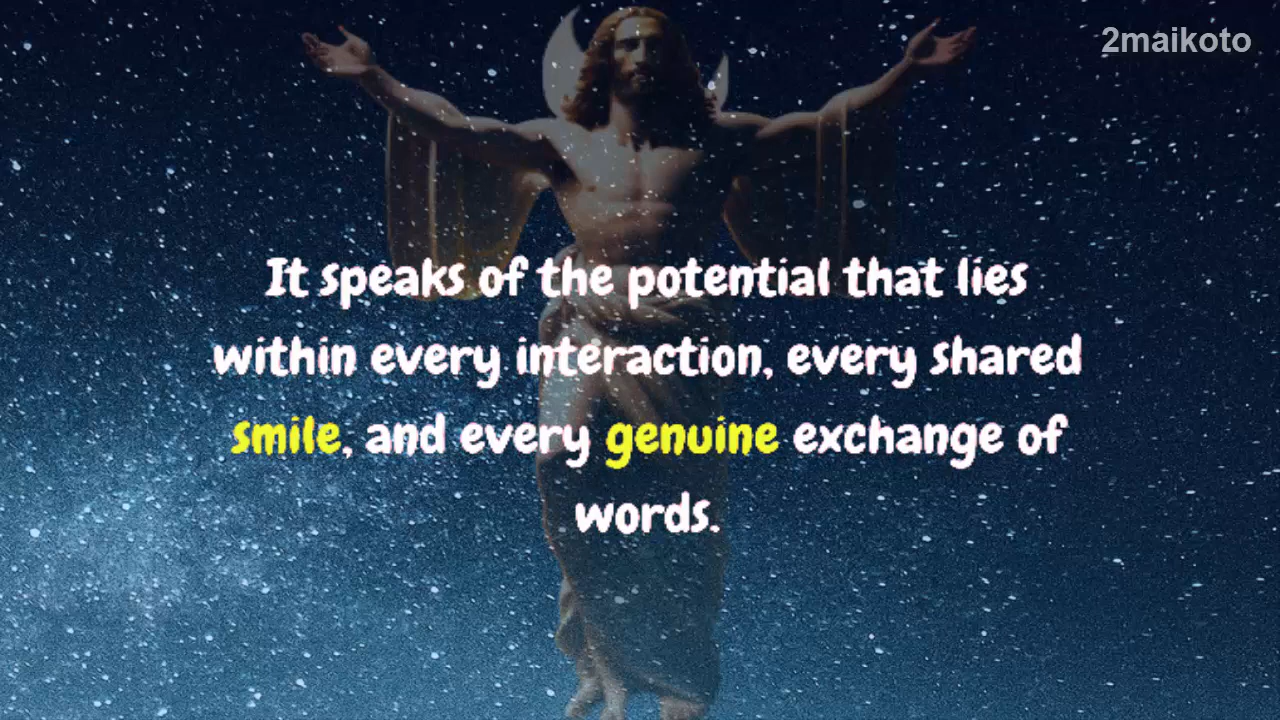 2maikoto
It speaks of the potential that lies
within every interaction, every shared
smile, and every genuine exchange of
words.